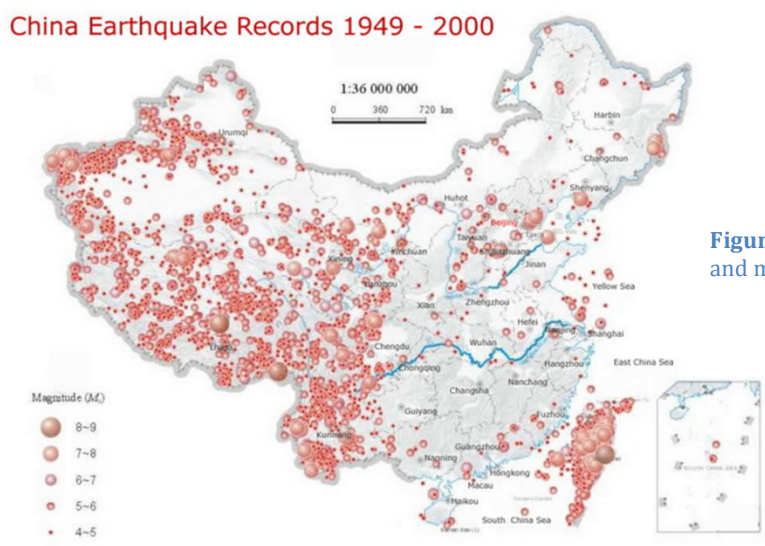 China Earthquake Records 1949 - 2000
1:36 000 000
0 360 720 km
Harbin
Urumqi
Changchun
Shenyang
Huhot
Beijing
Taiyuan
Shijiazhuang
Yinchuan
Jinan
Xining
Lanzhou
Yellow Sea
Zhengzhou
Xian
Hefei
Nanjing
Shanghai
Lhasa
Chengdu
Wuhan
East China Sea
Hangzhou
Chongqing
Nanchang
Changsha
Guiyang
Fuzhou
Kunming
Guangzhou
Naoning
Hongkong
Macau
Haikou
South China Sea
Figur
and m
Magnitude (Ms)
8~9
7~8
6~7
5~6
4~5